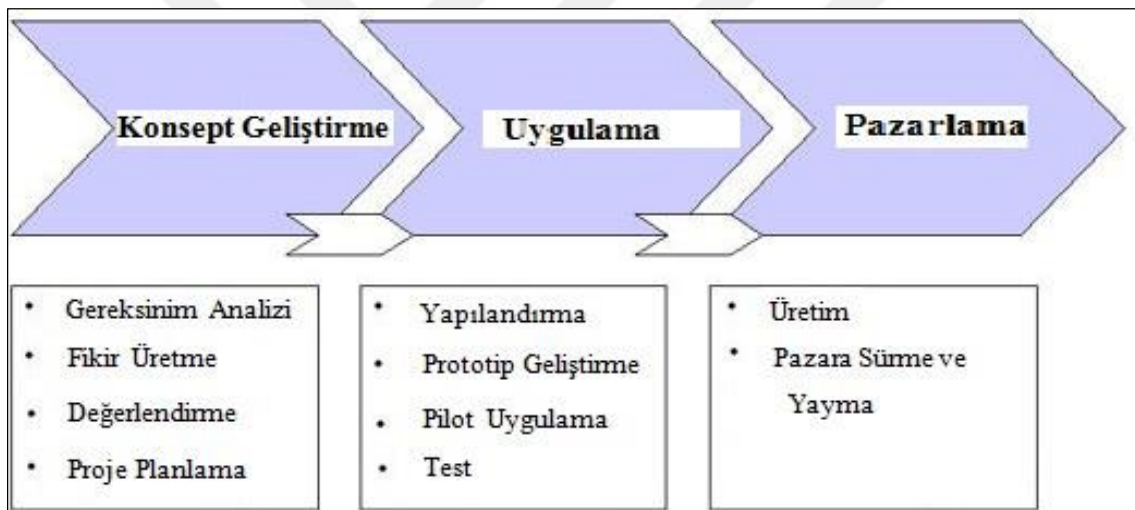 Konsept Geliştirme
Uygulama
Pazarlama
• Gereksinim Analizi
• Fikir Üretme
• Değerlendirme
• Proje Planlama
• Yapılandırma
• Prototip Geliştirme
• Pilot Uygulama
• Test
• Üretim
• Pazara Sürme ve
Yayma